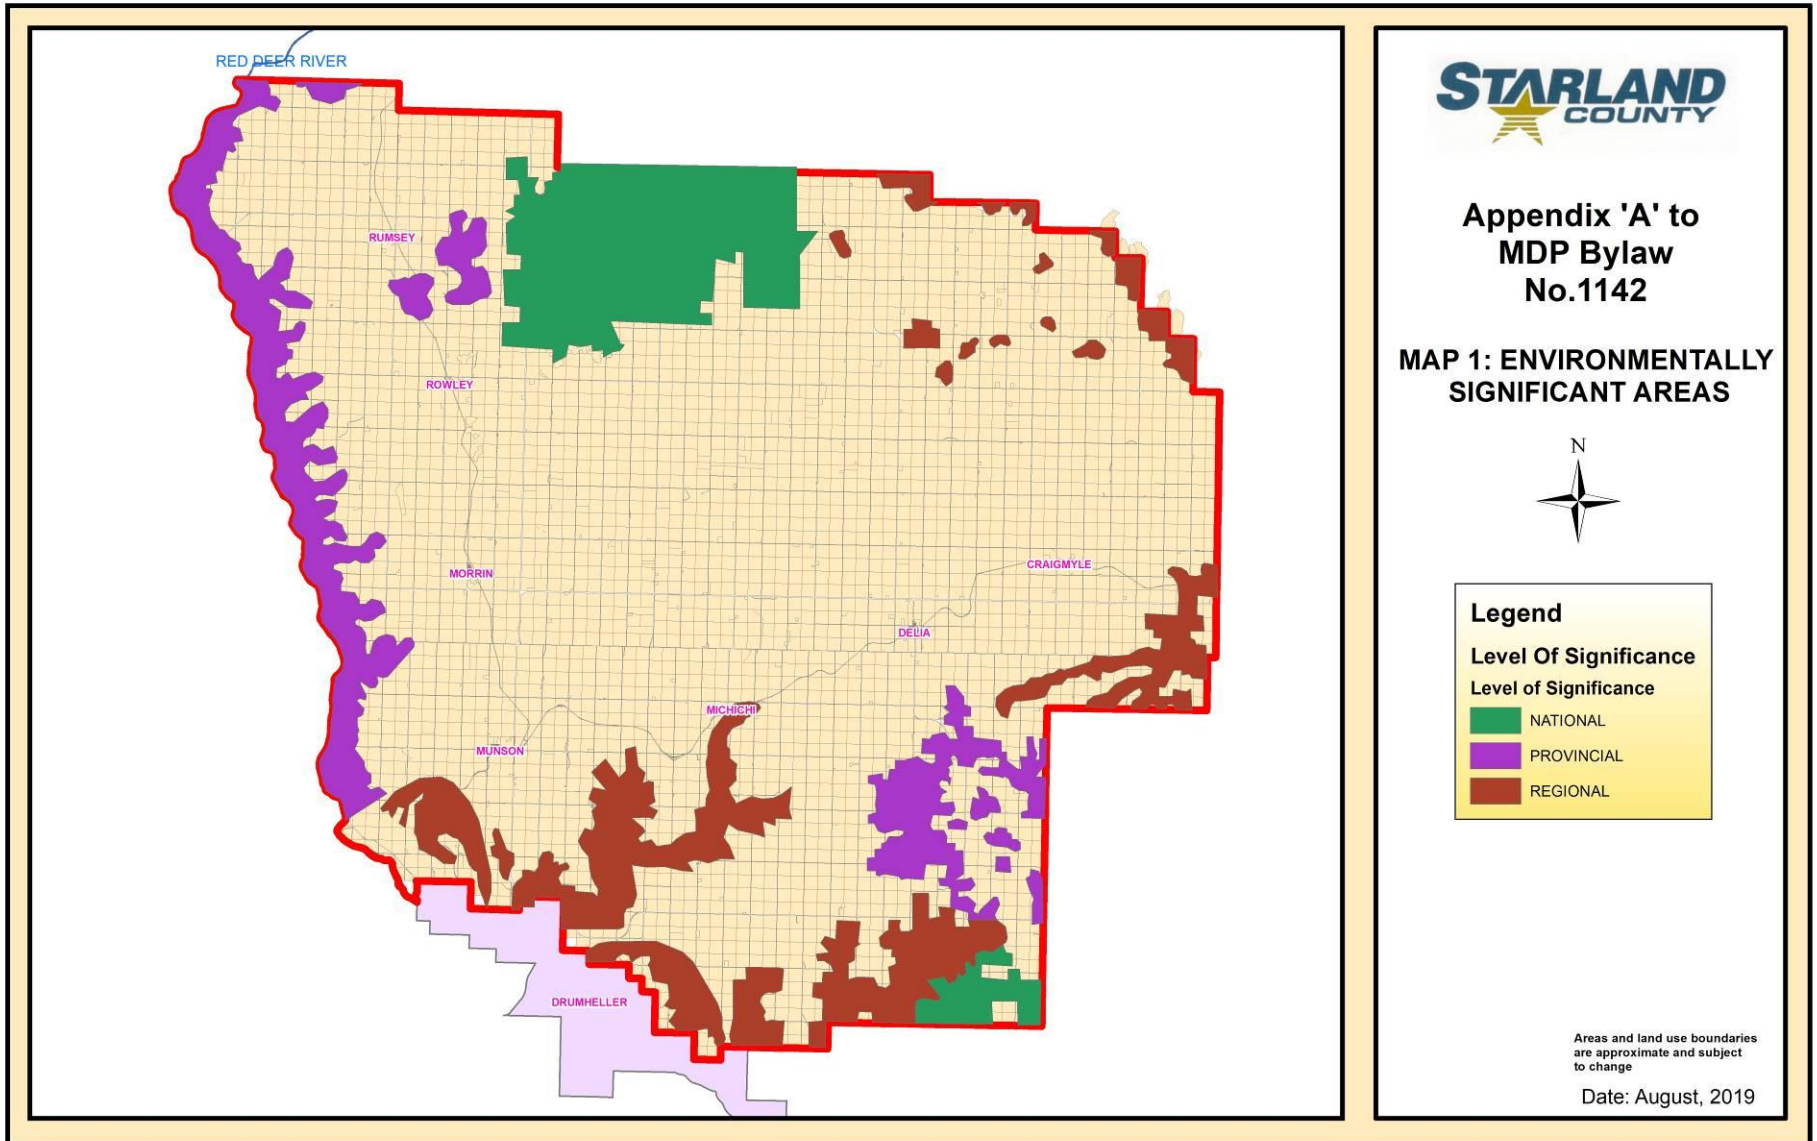 RED DEER RIVER
RUMSEY
ROWLEY
MORRIN
CRAIGMYLE
DELIA
MICHICHI
MUNSON
DRUMHELLER
STARLAND
COUNTY
Appendix 'A' to
MDP Bylaw
No.1142
MAP 1: ENVIRONMENTALLY
SIGNIFICANT AREAS
N
Legend
Level Of Significance
Level of Significance
NATIONAL
PROVINCIAL
REGIONAL
Areas and land use boundaries
are approximate and subject
to change
Date: August, 2019